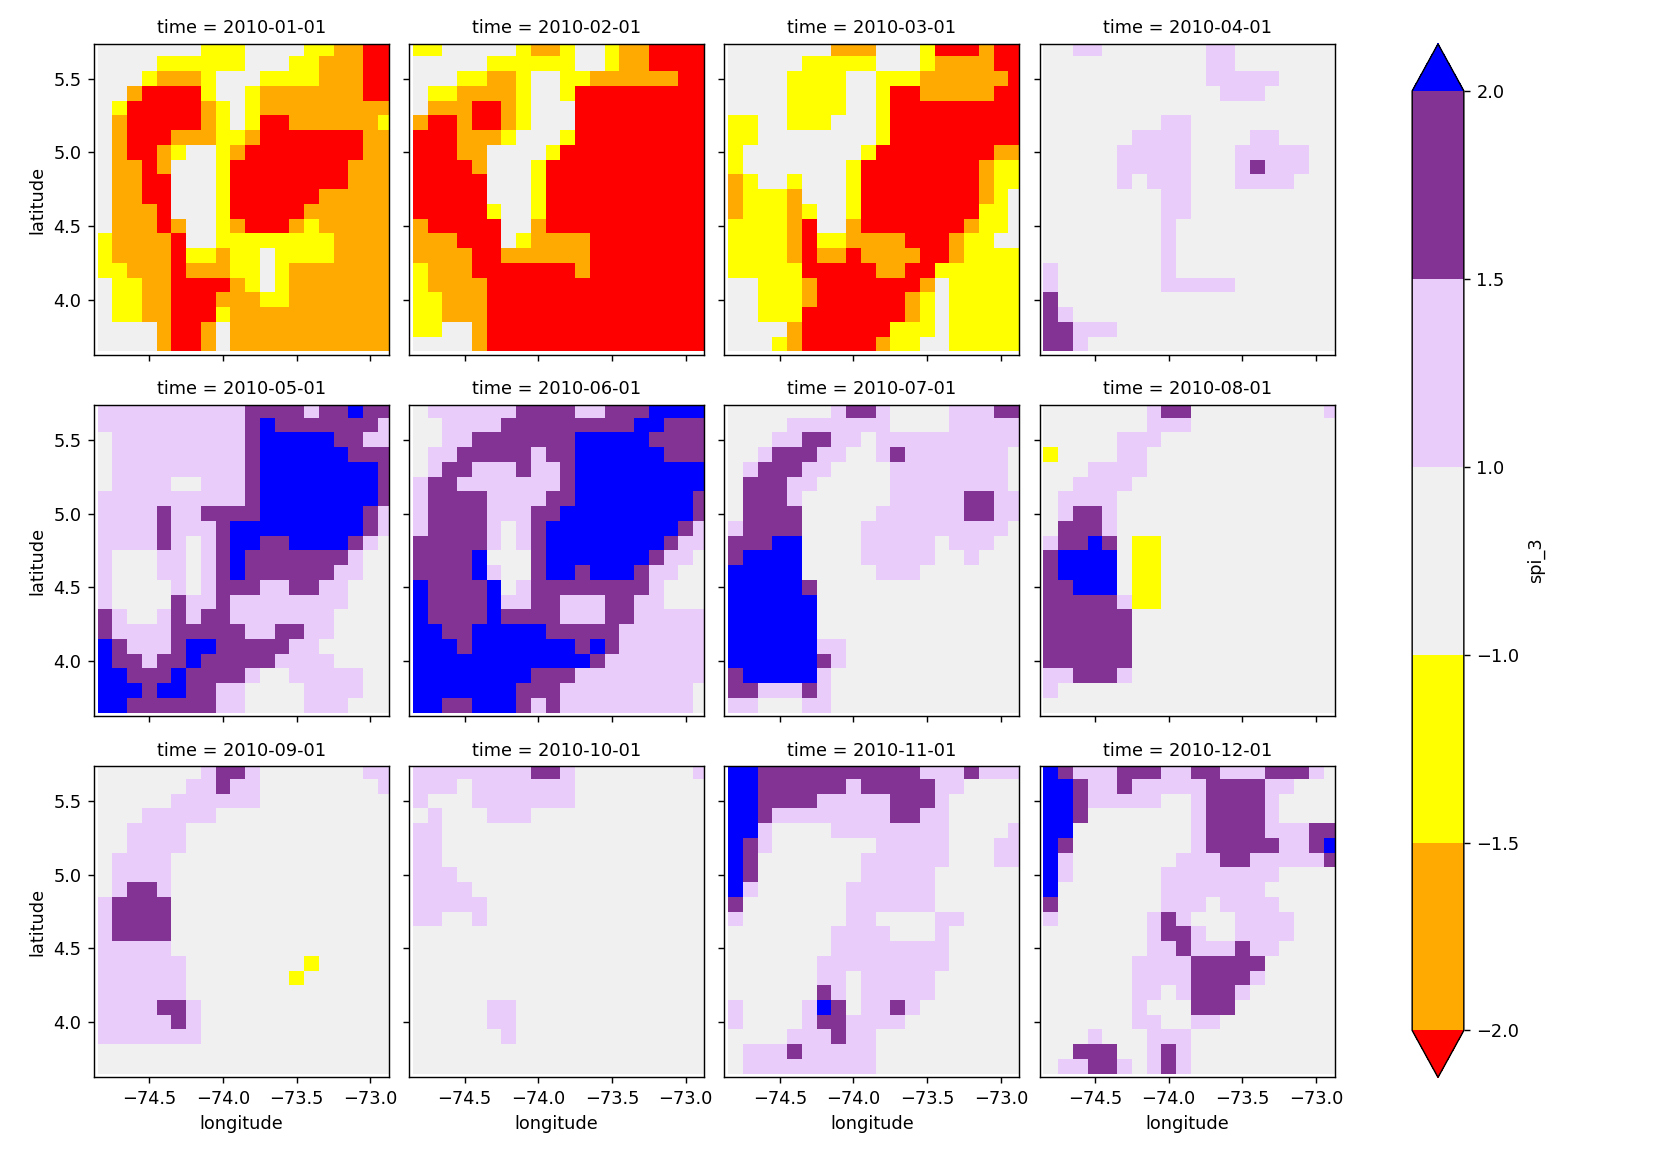 time = 2010-01-01
time = 2010-02-01
time = 2010-03-01
time = 2010-04-01
latitude
5.5
5.0
4.5
4.0
time = 2010-05-01
time = 2010-06-01
time = 2010-07-01
time = 2010-08-01
latitude
5.5
5.0
4.5
4.0
time = 2010-09-01
time = 2010-10-01
time = 2010-11-01
time = 2010-12-01
latitude
5.5
5.0
4.5
4.0
−74.5 −74.0 −73.5 −73.0
longitude
−74.5 −74.0 −73.5 −73.0
longitude
−74.5 −74.0 −73.5 −73.0
longitude
−74.5 −74.0 −73.5 −73.0
longitude
2.0
1.5
1.0
−1.0
−1.5
−2.0
spi_3